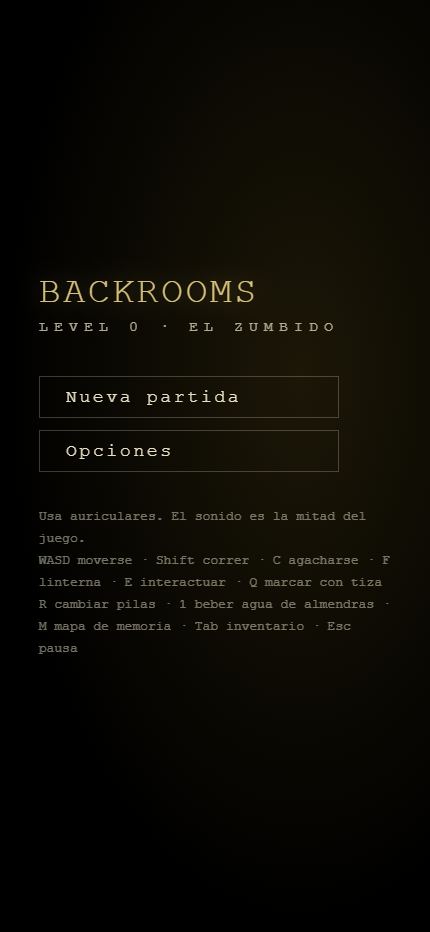 BACKROOMS
LEVEL 0 · EL ZUMBIDO
Nueva partida
Opciones
Usa auriculares. El sonido es la mitad del
juego.
WASD moverse · Shift correr · C agacharse · F
linterna · E interactuar · Q marcar con tiza
R cambiar pilas · 1 beber agua de almendras ·
M mapa de memoria · Tab inventario · Esc
pausa